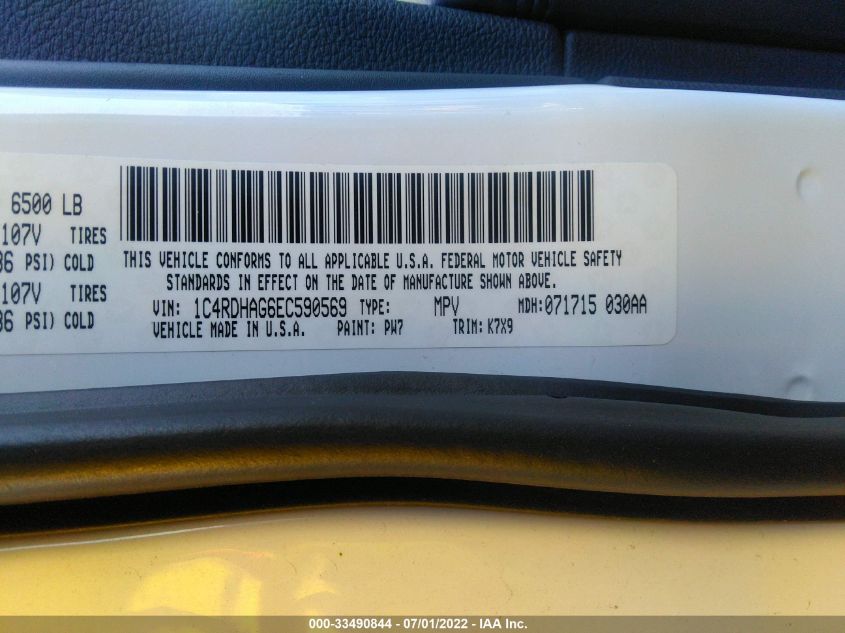 6500 LB
107V TIRES
PSI) COLD
107V TIRES
PSI) COLD
THIS VEHICLE CONFORMS TO ALL APPLICABLE U.S.A. FEDERAL MOTOR VEHICLE SAFETY
STANDARDS IN EFFECT ON THE DATE OF MANUFACTURE SHOWN ABOVE.
VIN: 1C4RDHAG6EC590569 TYPE: MPV MDH: 071715 030AA
VEHICLE MADE IN U.S.A. PAINT: PW7 TRIM: K7X9
000-33490844 - 07/01/2022 - IAA Inc.